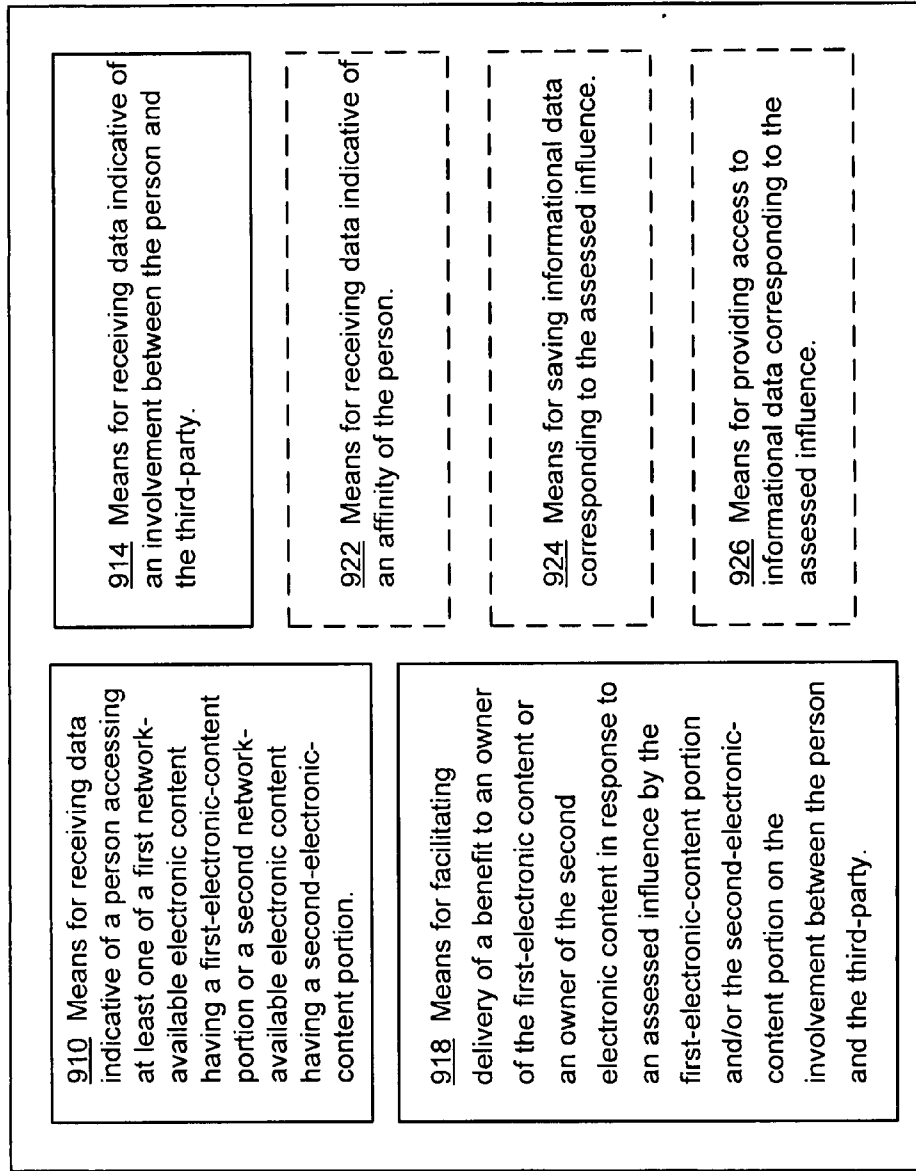 910 Means for receiving data
indicative of a person accessing
at least one of a first network-
available electronic content
having a first-electronic-content
portion or a second network-
available electronic content
having a second-electronic-
content portion.
918 Means for facilitating
delivery of a benefit to an owner
of the first-electronic content or
an owner of the second
electronic content in response to
an assessed influence by the
first-electronic-content portion
and/or the second-electronic-
content portion on the
involvement between the person
and the third-party.
914 Means for receiving data indicative of
an involvement between the person and
the third-party.
922 Means for receiving data indicative of
an affinity of the person.
924 Means for saving informational data
corresponding to the assessed influence.
926 Means for providing access to
informational data corresponding to the
assessed influence.